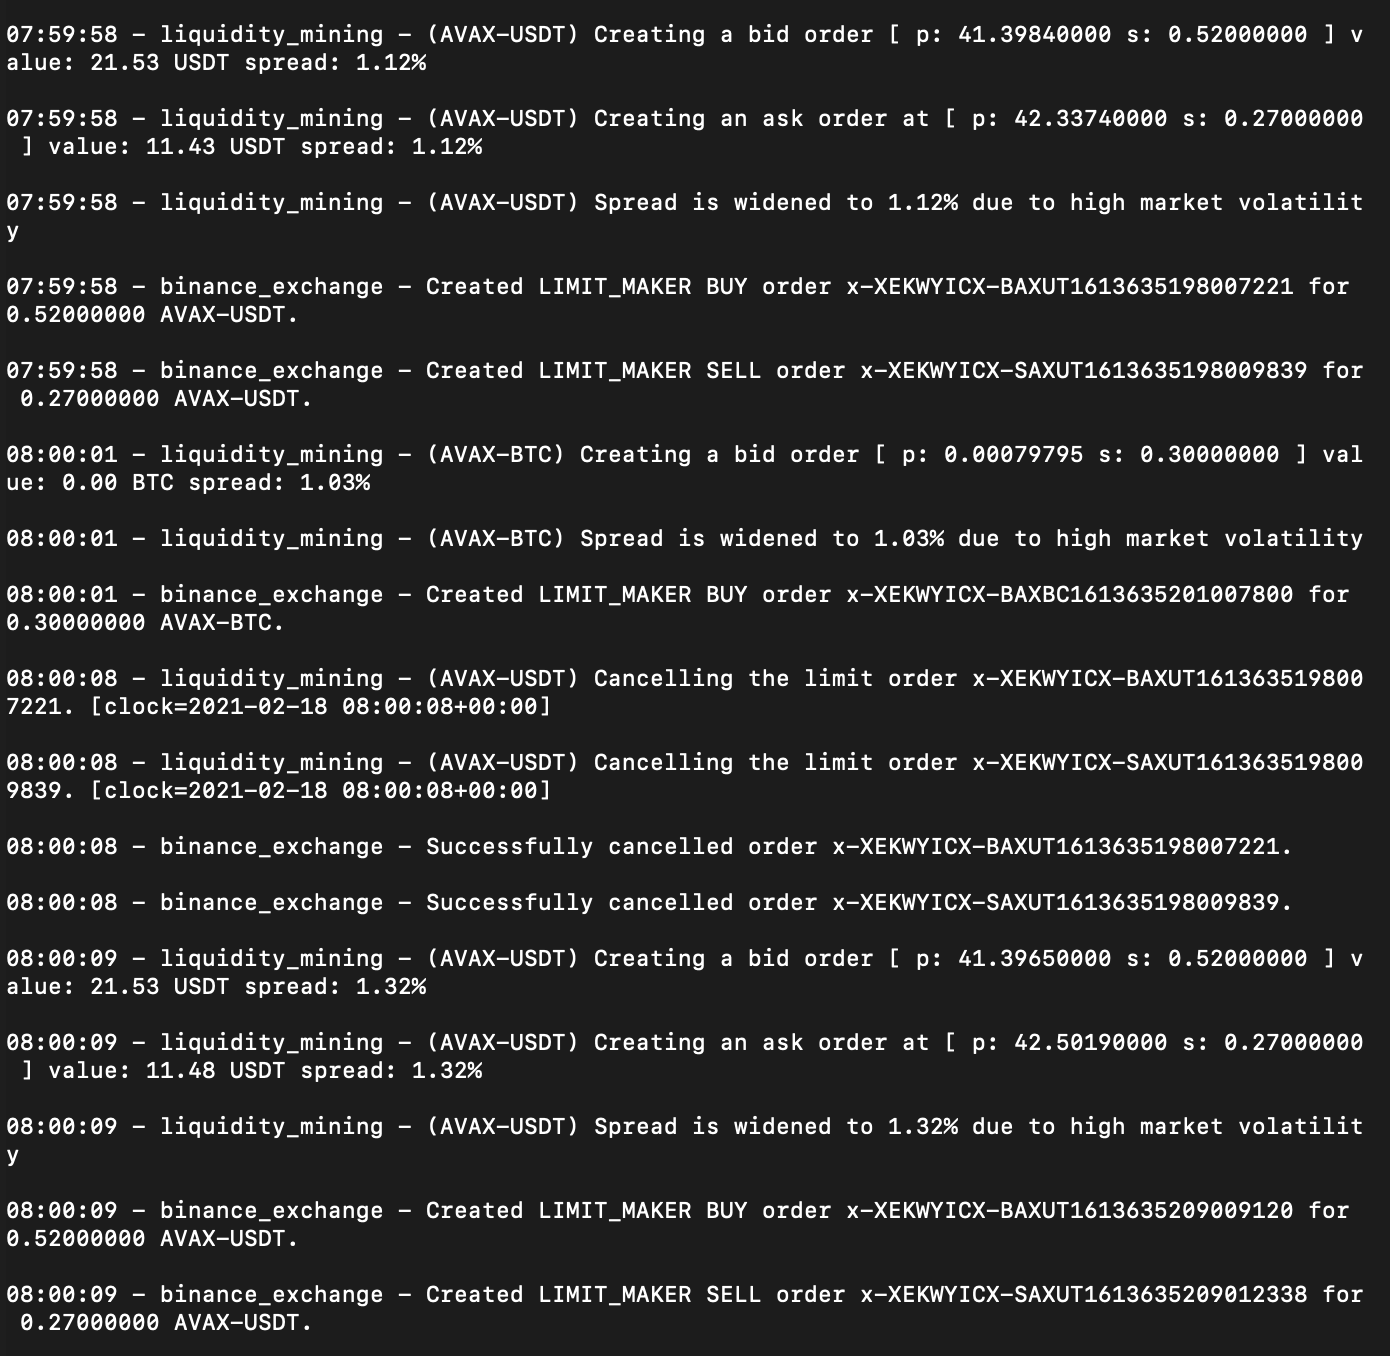 07:59:58 - liquidity_mining - (AVAX-USDT) Creating a bid order [ p: 41.39840000 s: 0.52000000 ] v
alue: 21.53 USDT spread: 1.12%
07:59:58 - liquidity_mining - (AVAX-USDT) Creating an ask order at [ p: 42.33740000 s: 0.27000000
 ] value: 11.43 USDT spread: 1.12%
07:59:58 - liquidity_mining - (AVAX-USDT) Spread is widened to 1.12% due to high market volatilit
y
07:59:58 - binance_exchange - Created LIMIT_MAKER BUY order x-XEKWYICX-BAXUT1613635198007221 for
0.52000000 AVAX-USDT.
07:59:58 - binance_exchange - Created LIMIT_MAKER SELL order x-XEKWYICX-SAXUT1613635198009839 for
 0.27000000 AVAX-USDT.
08:00:01 - liquidity_mining - (AVAX-BTC) Creating a bid order [ p: 0.00079795 s: 0.30000000 ] val
ue: 0.00 BTC spread: 1.03%
08:00:01 - liquidity_mining - (AVAX-BTC) Spread is widened to 1.03% due to high market volatility
08:00:01 - binance_exchange - Created LIMIT_MAKER BUY order x-XEKWYICX-BAXBC1613635201007800 for
0.30000000 AVAX-BTC.
08:00:08 - liquidity_mining - (AVAX-USDT) Cancelling the limit order x-XEKWYICX-BAXUT161363519800
7221. [clock=2021-02-18 08:00:08+00:00]
08:00:08 - liquidity_mining - (AVAX-USDT) Cancelling the limit order x-XEKWYICX-SAXUT161363519800
9839. [clock=2021-02-18 08:00:08+00:00]
08:00:08 - binance_exchange - Successfully cancelled order x-XEKWYICX-BAXUT1613635198007221.
08:00:08 - binance_exchange - Successfully cancelled order x-XEKWYICX-SAXUT1613635198009839.
08:00:09 - liquidity_mining - (AVAX-USDT) Creating a bid order [ p: 41.39650000 s: 0.52000000 ] v
alue: 21.53 USDT spread: 1.32%
08:00:09 - liquidity_mining - (AVAX-USDT) Creating an ask order at [ p: 42.50190000 s: 0.27000000
 ] value: 11.48 USDT spread: 1.32%
08:00:09 - liquidity_mining - (AVAX-USDT) Spread is widened to 1.32% due to high market volatilit
y
08:00:09 - binance_exchange - Created LIMIT_MAKER BUY order x-XEKWYICX-BAXUT1613635209009120 for
0.52000000 AVAX-USDT.
08:00:09 - binance_exchange - Created LIMIT_MAKER SELL order x-XEKWYICX-SAXUT1613635209012338 for
 0.27000000 AVAX-USDT.